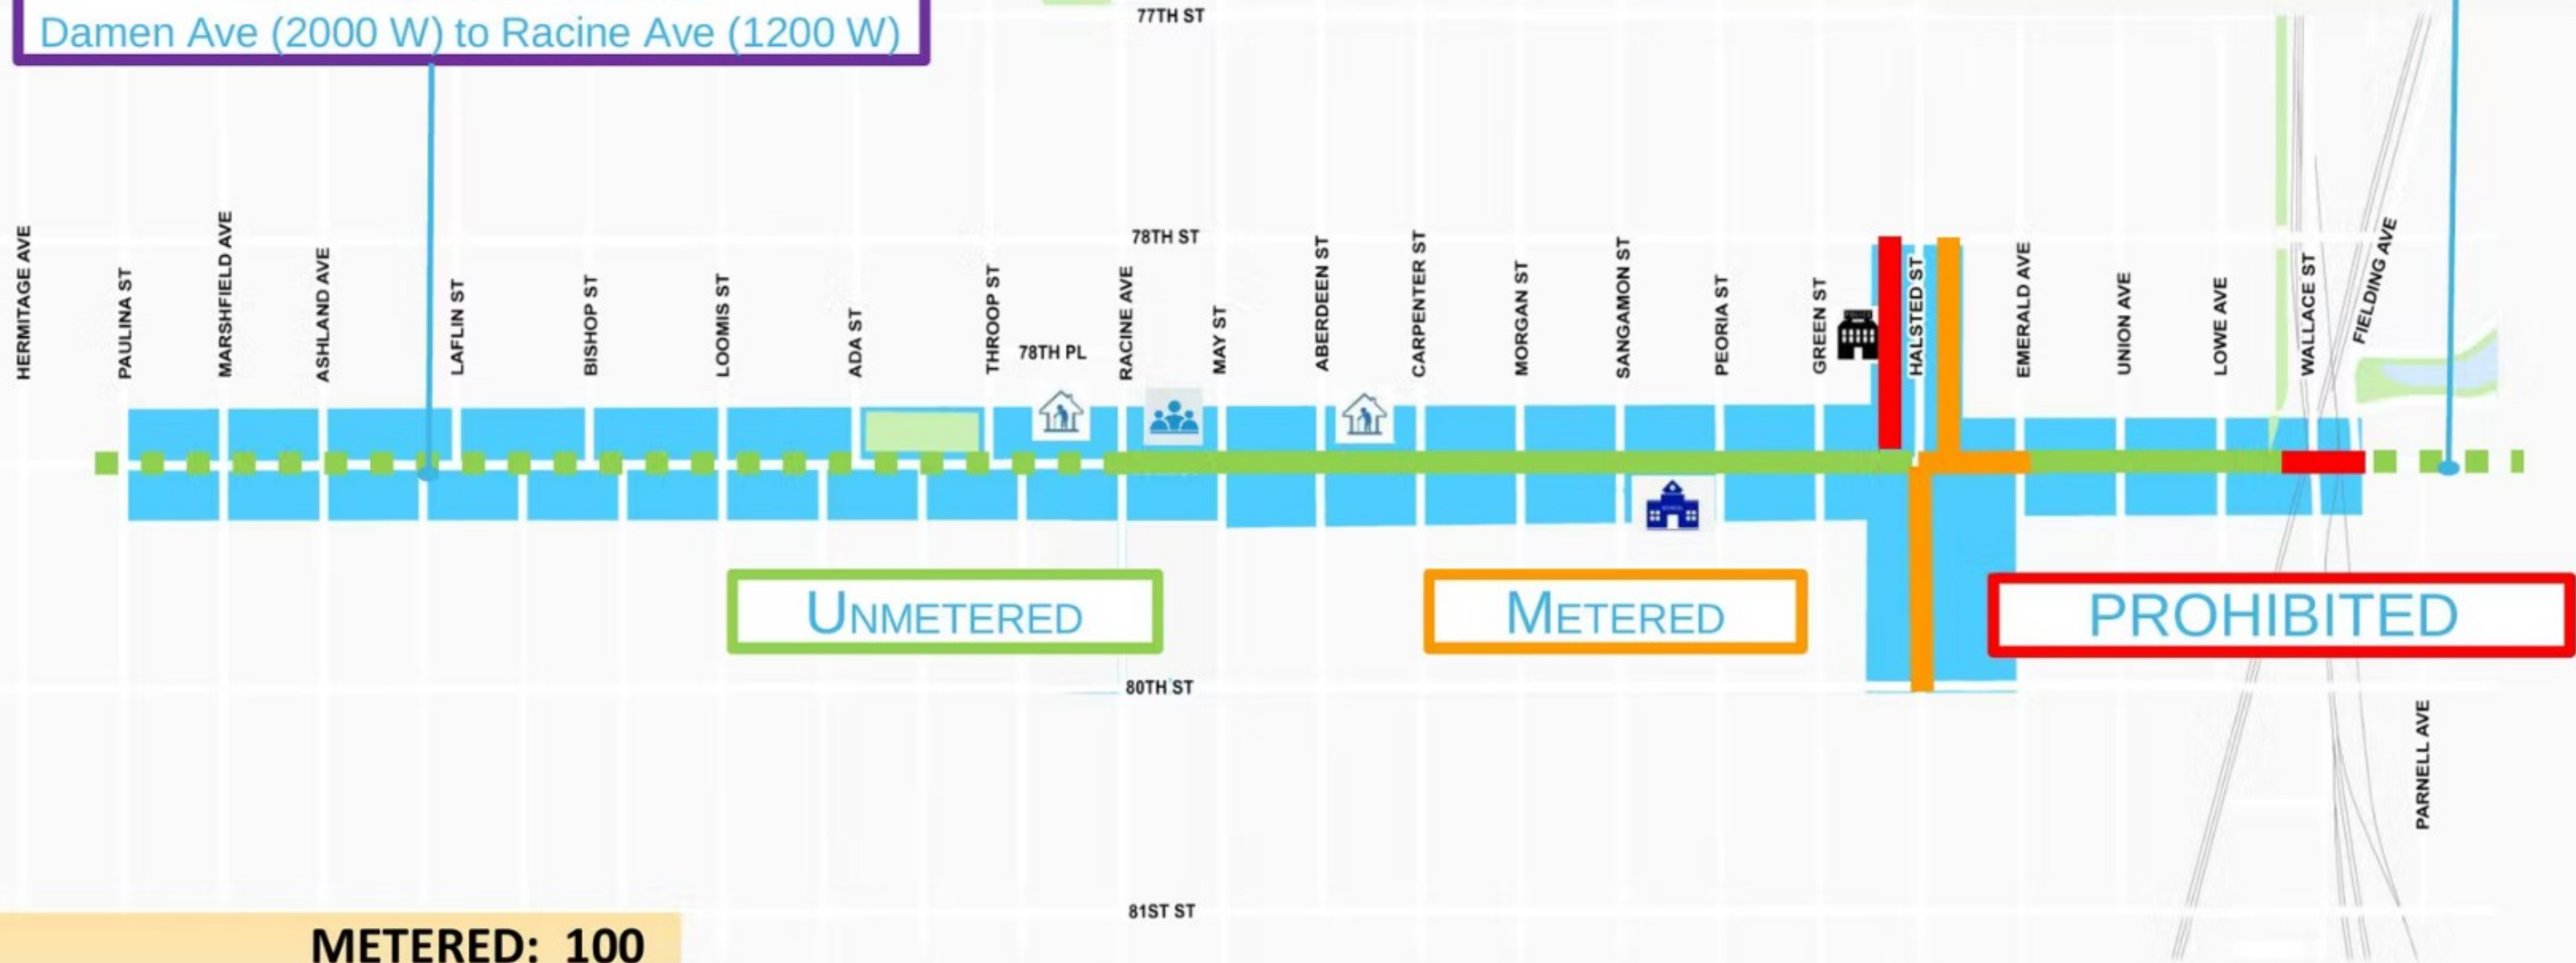 Damen Ave (2000 W) to Racine Ave (1200 W)
77TH ST
78TH ST
HERMITAGE AVE
PAULINA ST
MARSHFIELD AVE
ASHLAND AVE
LAFLIN ST
BISHOP ST
LOOMIS ST
ADA ST
THROOP ST
78TH PL
RACINE AVE
MAY ST
ABERDEEN ST
CARPENTER ST
MORGAN ST
SANGAMON ST
PEORIA ST
GREEN ST
HALSTED ST
EMERALD AVE
UNION AVE
LOWE AVE
WALLACE ST
FIELDING AVE
UNMETERED
METERED
PROHIBITED
80TH ST
PARNELL AVE
81ST ST
METERED: 100